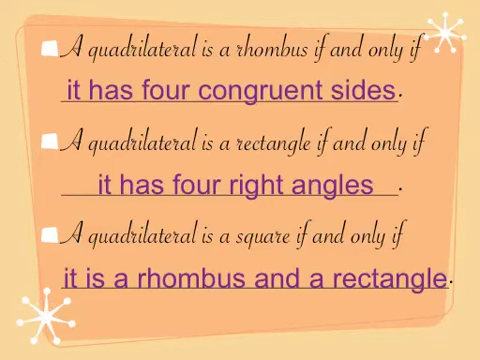 A quadrilateral is a rhombus if and only if
it has four congruent sides.
A quadrilateral is a rectangle if and only if
it has four right angles.
A quadrilateral is a square if and only if
it is a rhombus and a rectangle.